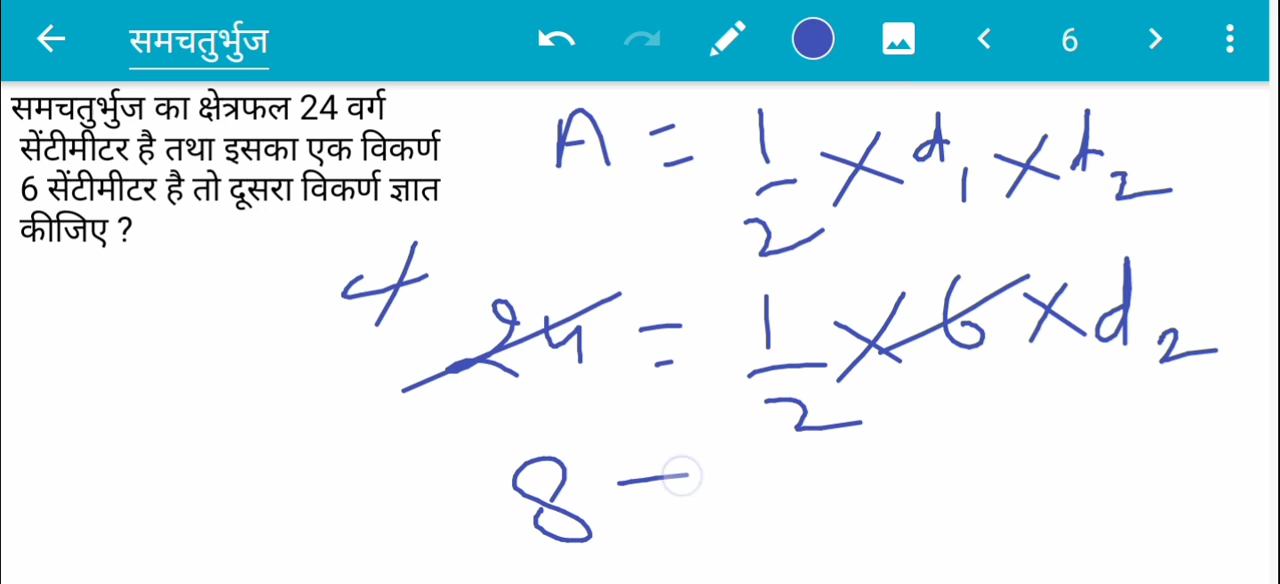 समचतुर्भुज 6
समचतुर्भुज का क्षेत्रफल 24 वर्ग
सेंटीमीटर है तथा इसका एक विकर्ण
6 सेंटीमीटर है तो दूसरा विकर्ण ज्ञात
कीजिए ?
A = 1/2 × d₁ × d₂
4
24 = 1/2 × 6 × d₂
8 –